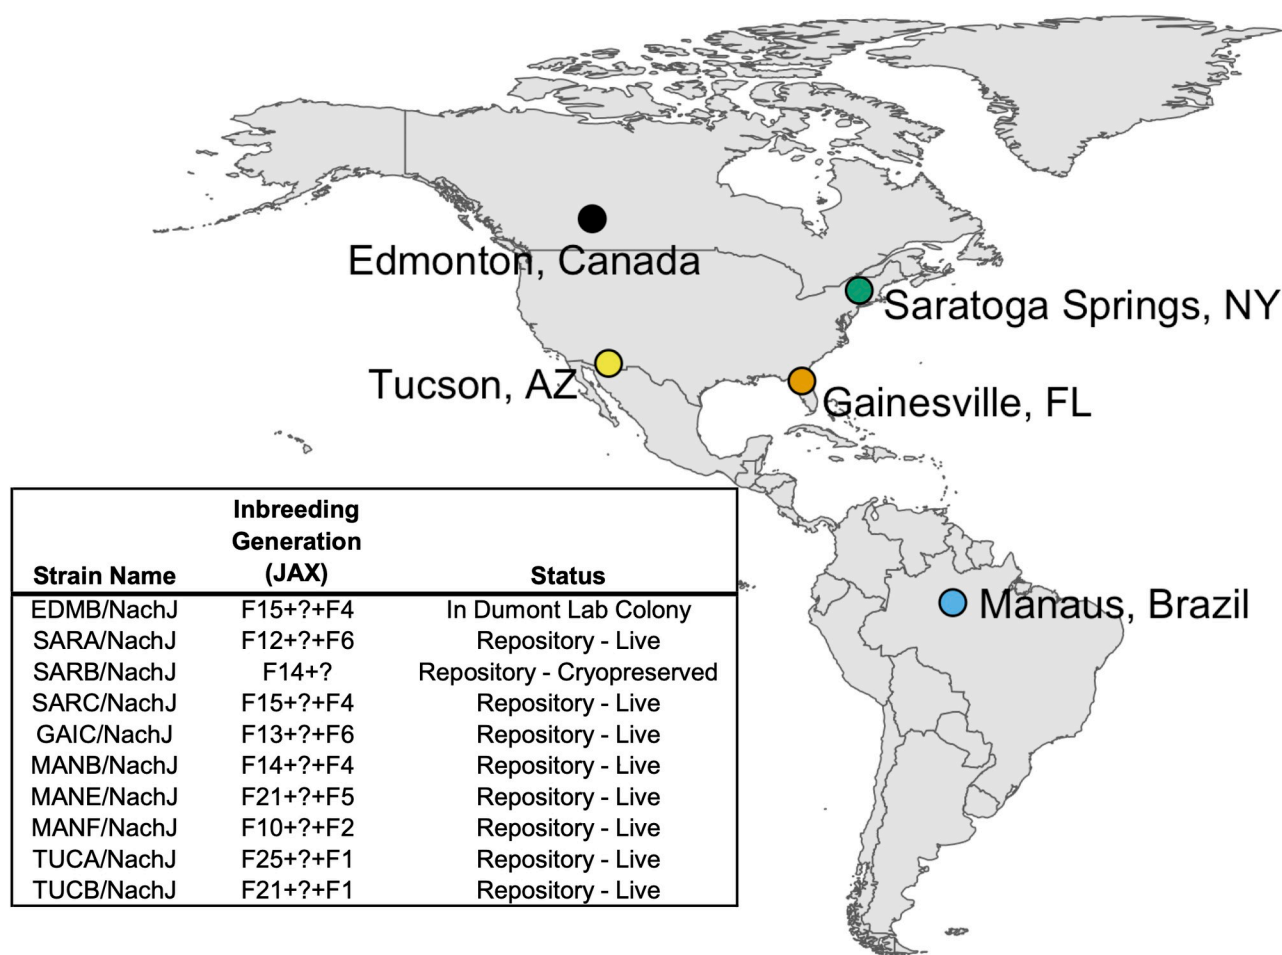 Edmonton, Canada
Saratoga Springs, NY
Tucson, AZ
Gainesville, FL
Manaus, Brazil
Inbreeding
Generation
Strain Name (JAX) Status
EDMB/NachJ F15+?+F4 In Dumont Lab Colony
SARA/NachJ F12+?+F6 Repository - Live
SARB/NachJ F14+? Repository - Cryopreserved
SARC/NachJ F15+?+F4 Repository - Live
GAIC/NachJ F13+?+F6 Repository - Live
MANB/NachJ F14+?+F4 Repository - Live
MANE/NachJ F21+?+F5 Repository - Live
MANF/NachJ F10+?+F2 Repository - Live
TUCA/NachJ F25+?+F1 Repository - Live
TUCB/NachJ F21+?+F1 Repository - Live